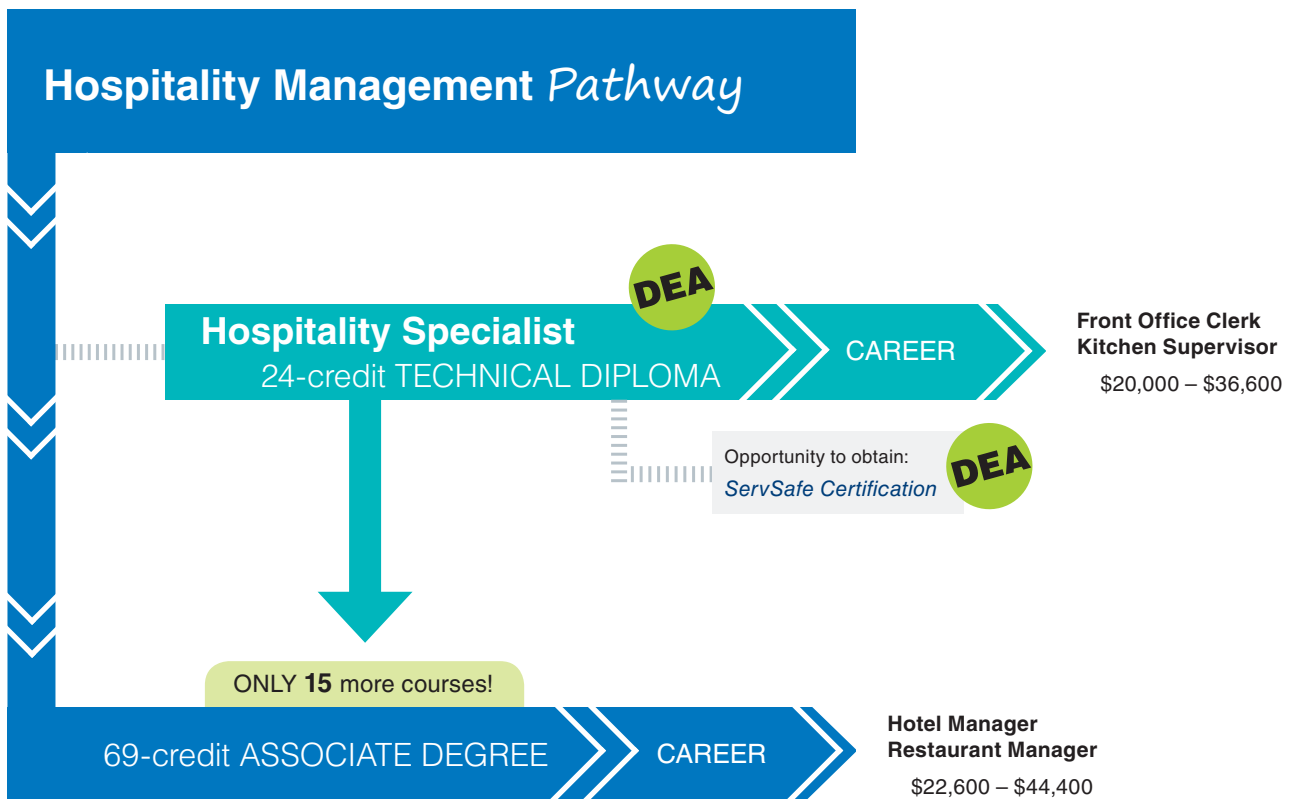 Hospitality Management Pathway
DEA
Hospitality Specialist
24-credit TECHNICAL DIPLOMA
CAREER
Front Office Clerk
Kitchen Supervisor
$20,000 – $36,600
Opportunity to obtain:
ServSafe Certification
DEA
ONLY 15 more courses!
69-credit ASSOCIATE DEGREE
CAREER
Hotel Manager
Restaurant Manager
$22,600 – $44,400